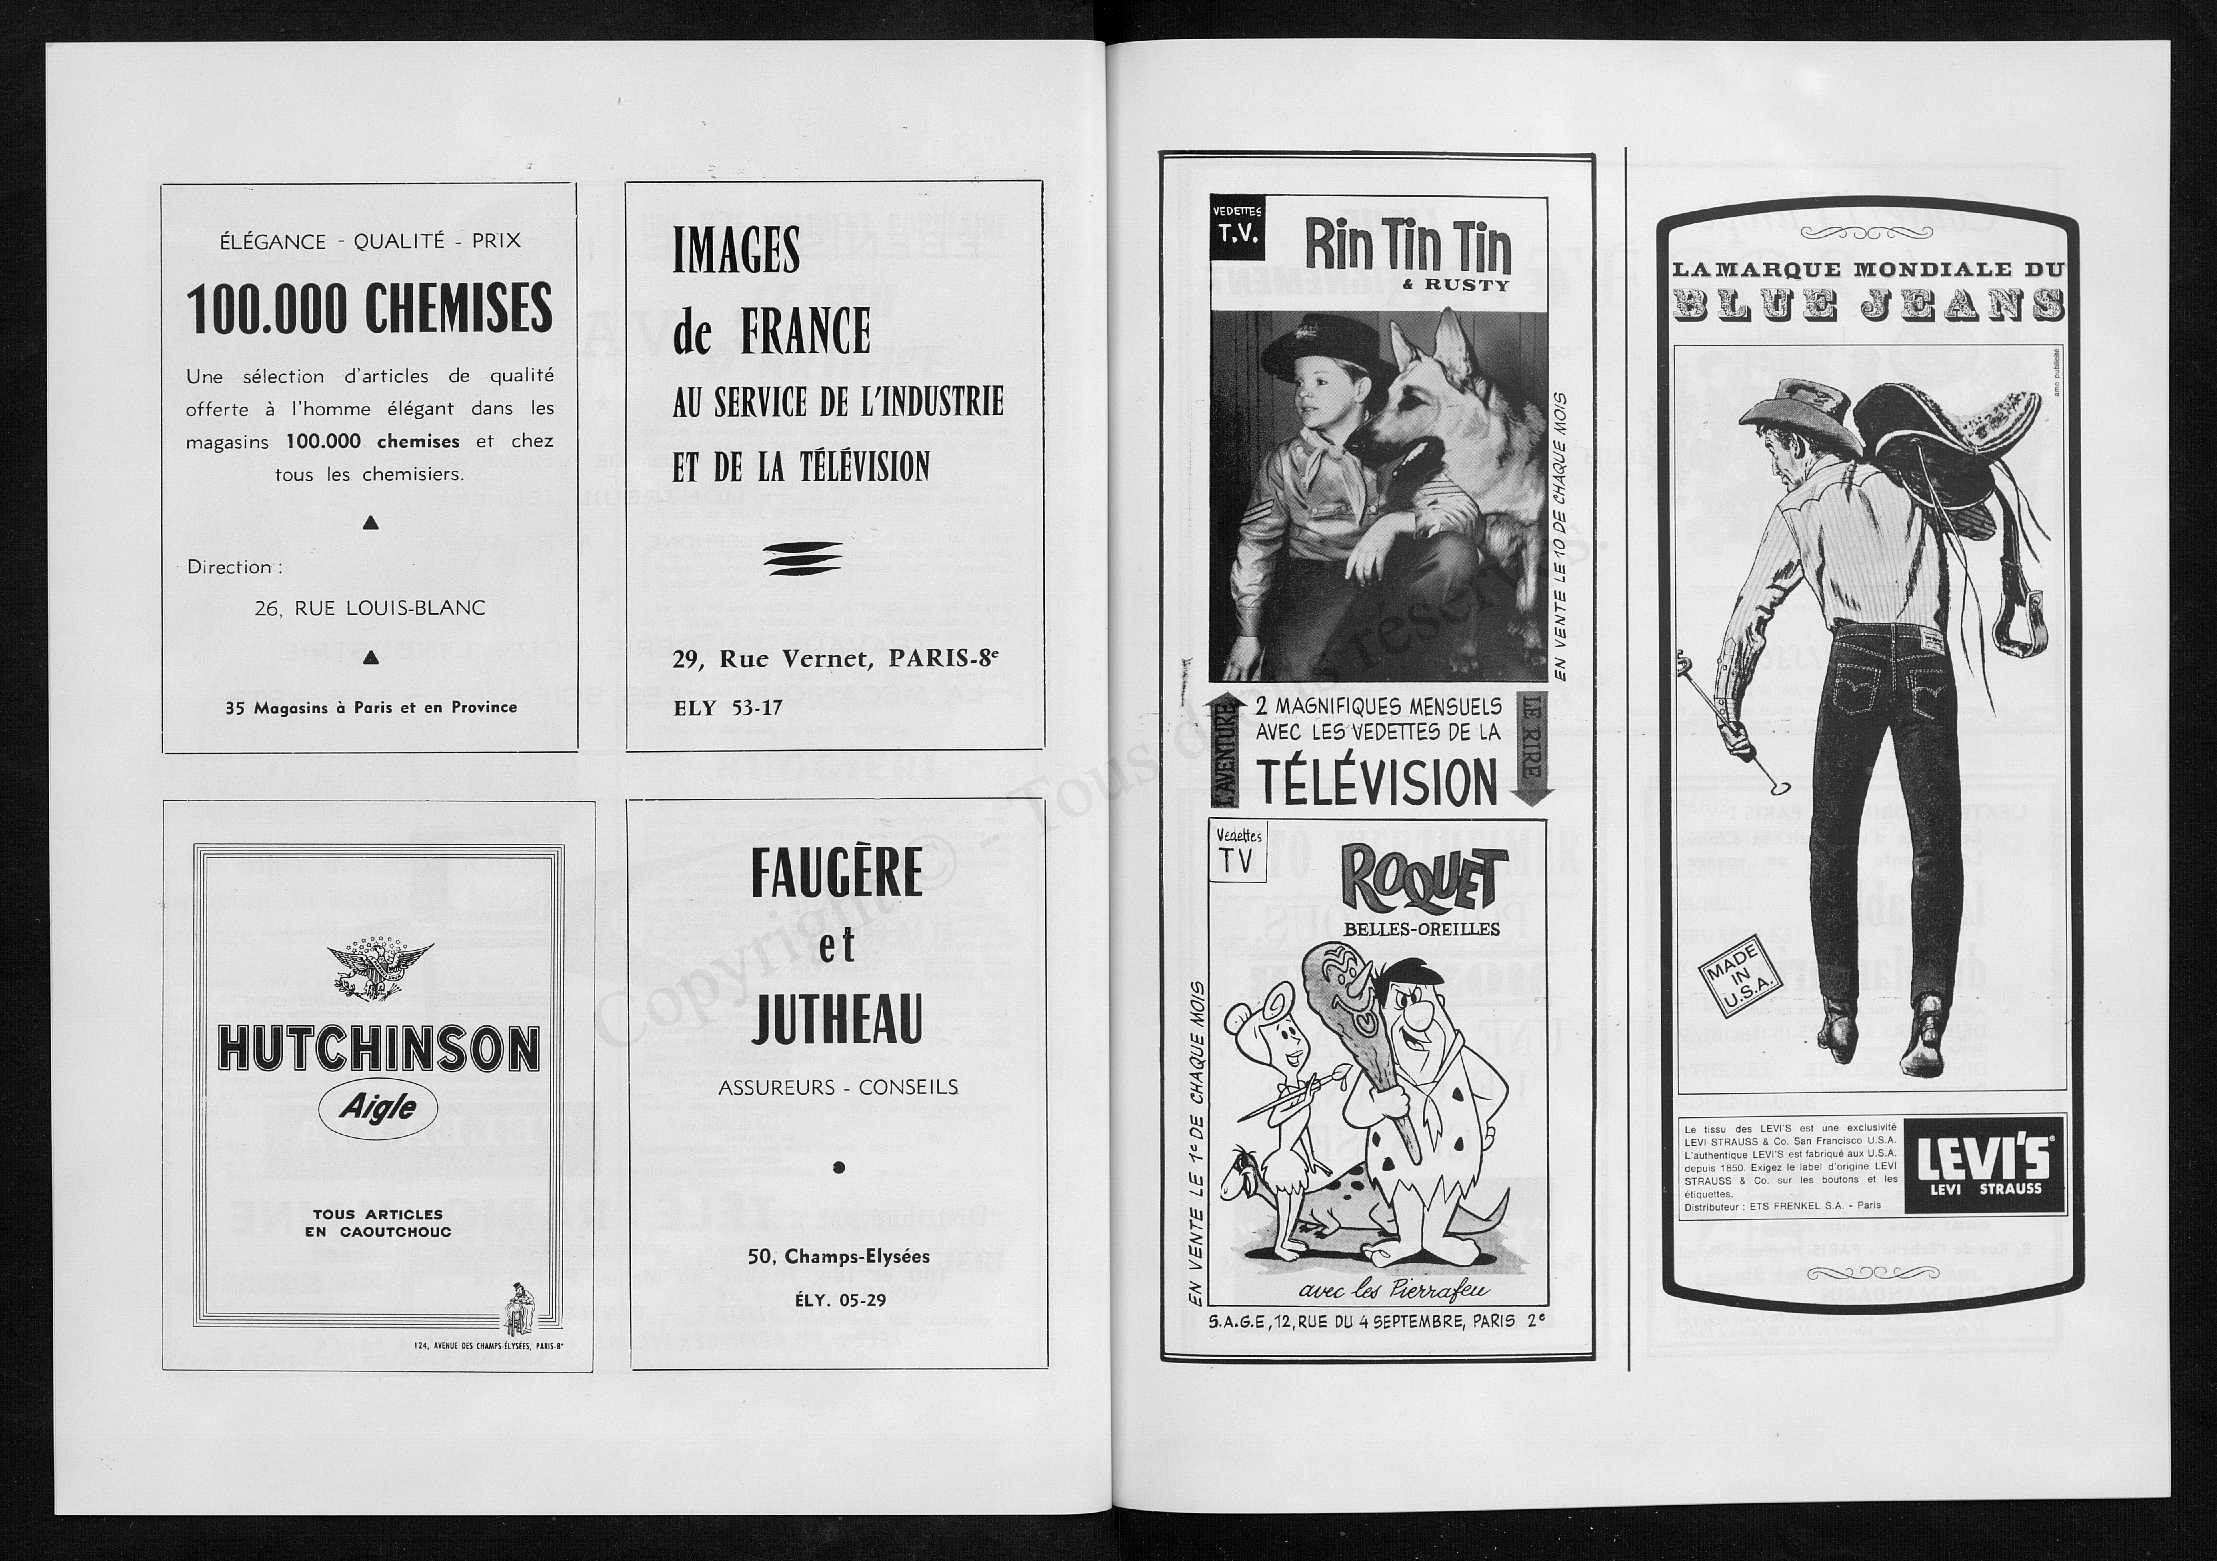 ÉLÉGANCE - QUALITÉ - PRIX
100.000 CHEMISES
Une sélection d'articles de qualité
offerte à l'homme élégant dans les
magasins 100.000 chemises et chez
tous les chemisiers.
Direction :
26, RUE LOUIS-BLANC
35 Magasins à Paris et en Province
IMAGES
de FRANCE
AU SERVICE DE L'INDUSTRIE
ET DE LA TÉLÉVISION
29, Rue Vernet, PARIS-8e
ELY 53-17
HUTCHINSON
Aigle
TOUS ARTICLES
EN CAOUTCHOUC
124, AVENUE DES CHAMPS-ÉLYSÉES, PARIS-8e
FAUGÈRE
et
JUTHEAU
ASSUREURS - CONSEILS
50, Champs-Elysées
ÉLY. 05-29
VEDETTES
T.V.
Rin Tin Tin
& RUSTY
EN VENTE LE 10 DE CHAQUE MOIS
L'AVENTURE
2 MAGNIFIQUES MENSUELS
AVEC LES VEDETTES DE LA
TÉLÉVISION
LE RIRE
Vedettes
TV
ROQUET
BELLES-OREILLES
EN VENTE LE 1er DE CHAQUE MOIS
avec les Pierrafeu
S.A.G.E, 12, RUE DU 4 SEPTEMBRE, PARIS 2e
LA MARQUE MONDIALE DU
BLUE JEANS
amo publicité
MADE
IN
U.S.A.
Le tissu des LEVI'S est une exclusivité
LEVI STRAUSS & Co. San Francisco U.S.A.
L'authentique LEVI'S est fabriqué aux U.S.A.
depuis 1850. Exigez le label d'origine LEVI
STRAUSS & Co. sur les boutons et les
étiquettes.
Distributeur : ETS FRENKEL S.A. - Paris
LEVI'S
LEVI STRAUSS
Copyright © - Tous droits réservés.